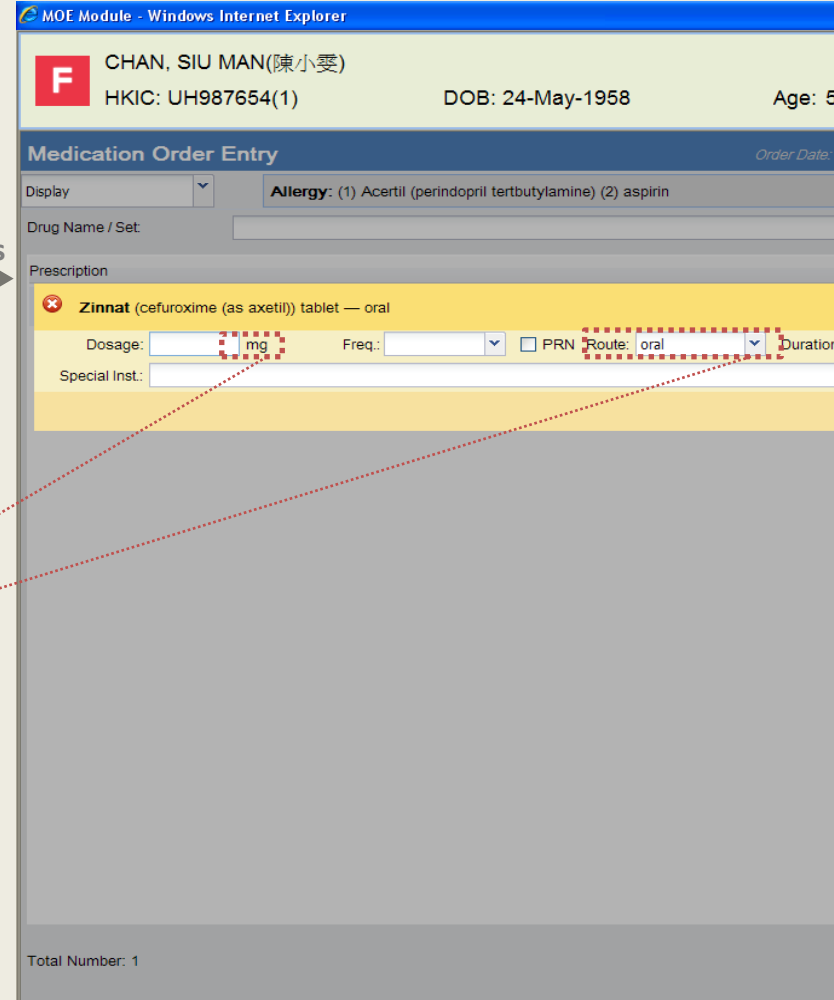 MOE Module - Windows Internet Explorer
F
CHAN, SIU MAN(陳小雯)
HKIC: UH987654(1) DOB: 24-May-1958 Age: 5
Medication Order Entry Order Date:
Display Allergy: (1) Acertil (perindopril tertbutylamine) (2) aspirin
Drug Name / Set:
s
Prescription
Zinnat (cefuroxime (as axetil)) tablet — oral
Dosage: mg Freq.: PRN Route: oral Duration
Special Inst.:
Total Number: 1